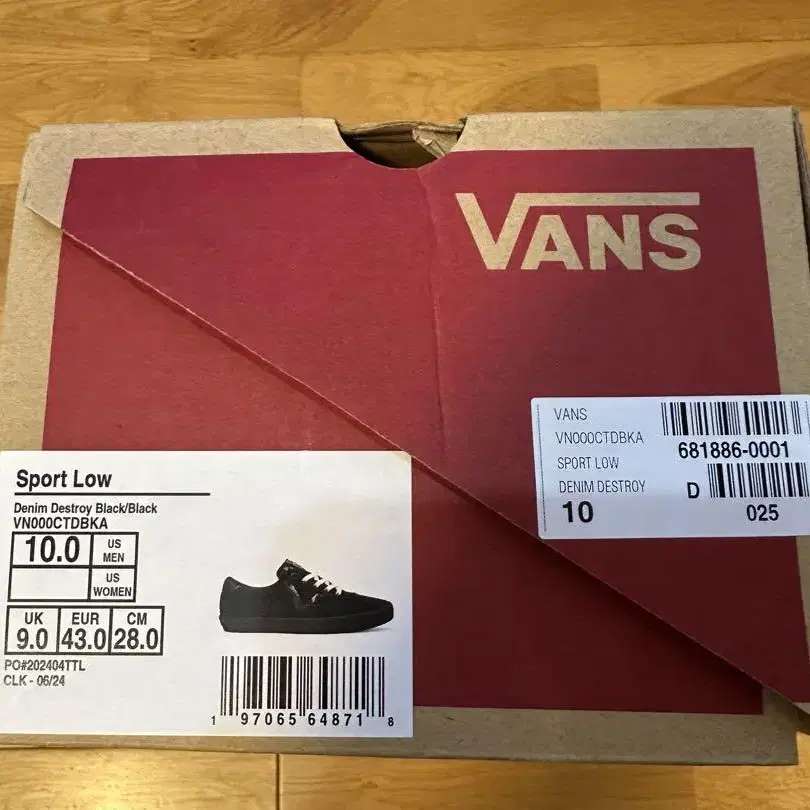 VANS
VANS
VN000CTDBKA
SPORT LOW
DENIM DESTROY
10
681886-0001
D
025
Sport Low
Denim Destroy Black/Black
VN000CTDBKA
10.0 US MEN
US WOMEN
UK EUR CM
9.0 43.0 28.0
PO#202404TTL
CLK - 06/24
1 97065 64871 8